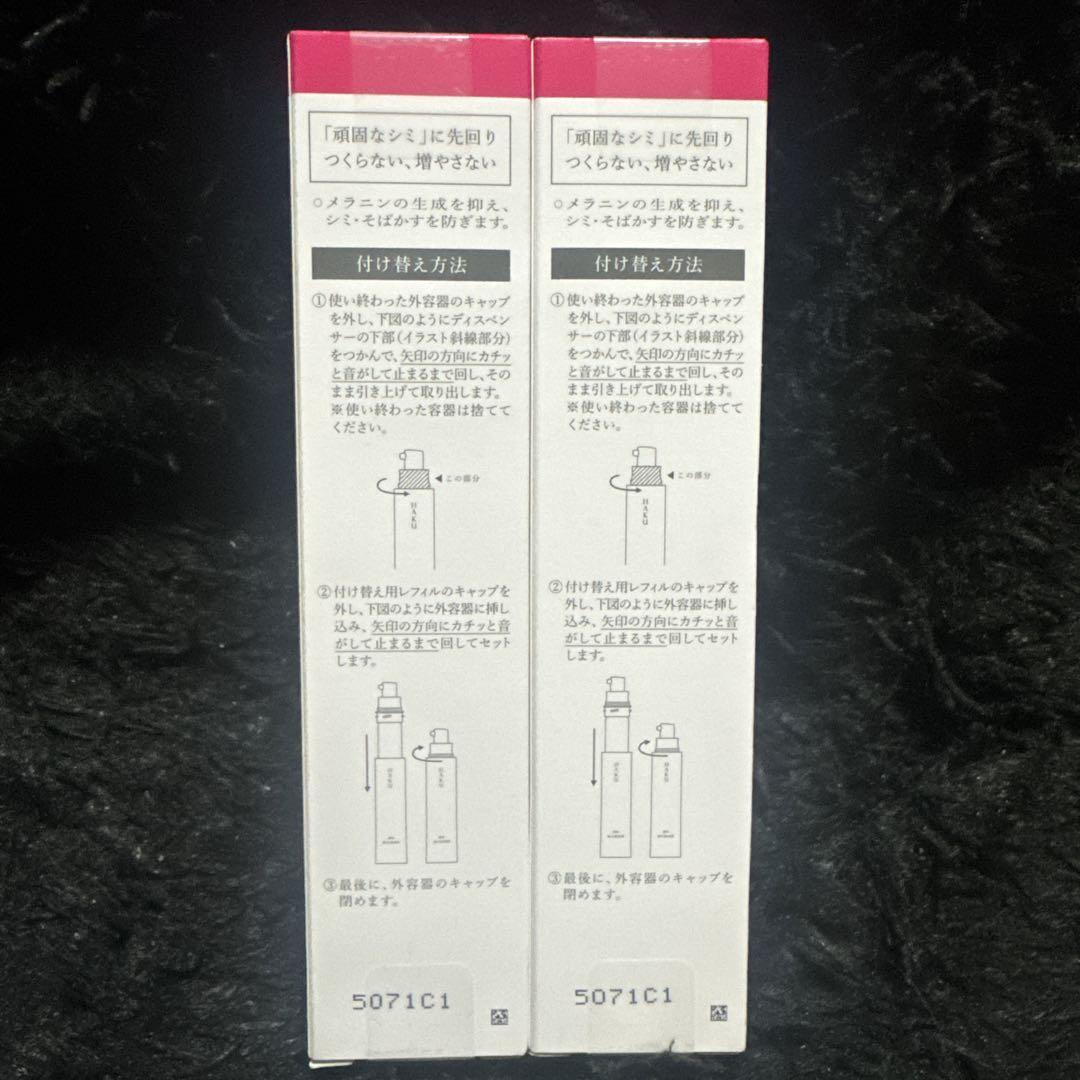 「頑固なシミ」に先回り
つくらない、増やさない
○メラニンの生成を抑え、
シミ・そばかすを防ぎます。
付け替え方法
①使い終わった外容器のキャップ
を外し、下図のようにディスペン
サーの下部(イラスト斜線部分)
をつかんで、矢印の方向にカチッ
と音がして止まるまで回し、その
まま引き上げて取り出します。
※使い終わった容器は捨てて
ください。
◀この部分
HAKU
②付け替え用レフィルのキャップを
外し、下図のように外容器に挿し
込み、矢印の方向にカチッと音
がして止まるまで回してセット
します。
HAKU
HAKU
③最後に、外容器のキャップを
閉めます。
5071C1
「頑固なシミ」に先回り
つくらない、増やさない
○メラニンの生成を抑え、
シミ・そばかすを防ぎます。
付け替え方法
①使い終わった外容器のキャップ
を外し、下図のようにディスペン
サーの下部(イラスト斜線部分)
をつかんで、矢印の方向にカチッ
と音がして止まるまで回し、その
まま引き上げて取り出します。
※使い終わった容器は捨てて
ください。
◀この部分
HAKU
②付け替え用レフィルのキャップを
外し、下図のように外容器に挿し
込み、矢印の方向にカチッと音
がして止まるまで回してセット
します。
HAKU
HAKU
③最後に、外容器のキャップを
閉めます。
5071C1